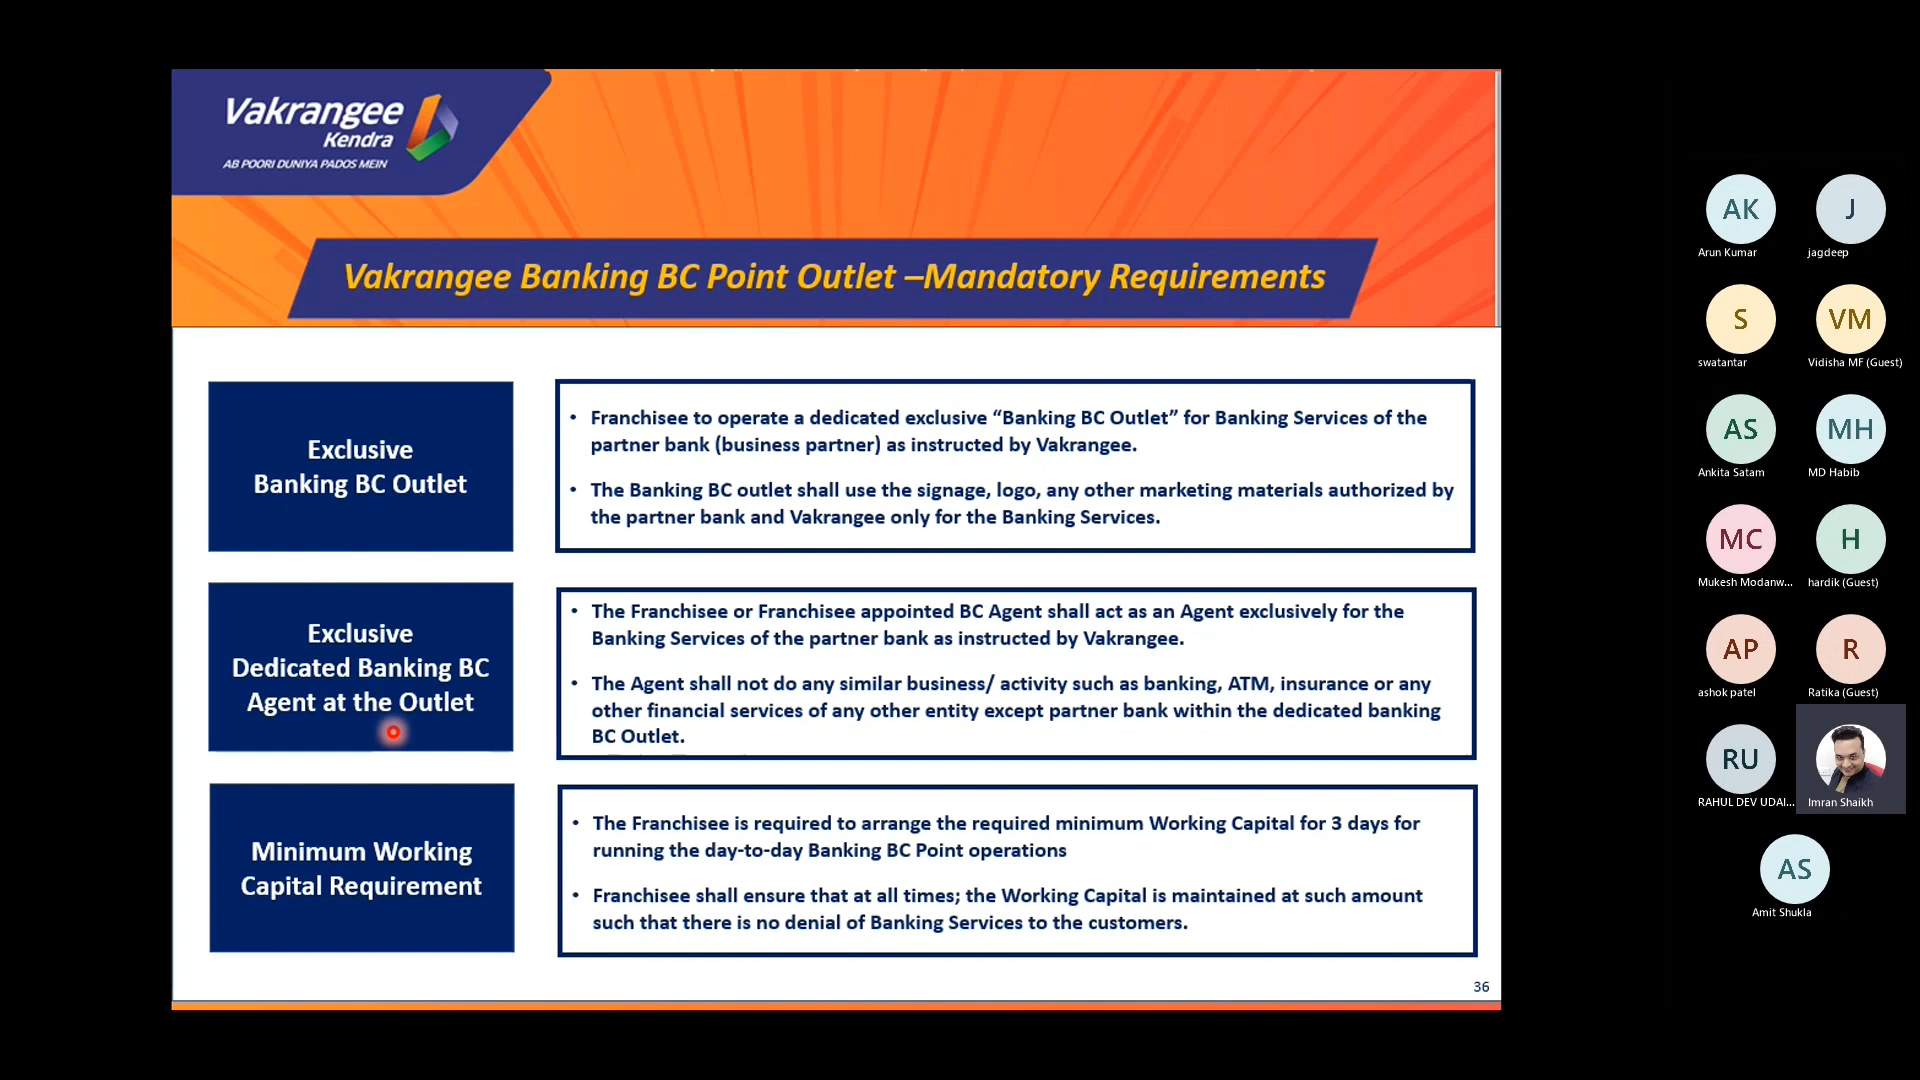 Vakrangee
Kendra
AB POORI DUNIYA PADOS MEIN
Vakrangee Banking BC Point Outlet –Mandatory Requirements
Exclusive
Banking BC Outlet
• Franchisee to operate a dedicated exclusive “Banking BC Outlet” for Banking Services of the
partner bank (business partner) as instructed by Vakrangee.
• The Banking BC outlet shall use the signage, logo, any other marketing materials authorized by
the partner bank and Vakrangee only for the Banking Services.
Exclusive
Dedicated Banking BC
Agent at the Outlet
• The Franchisee or Franchisee appointed BC Agent shall act as an Agent exclusively for the
Banking Services of the partner bank as instructed by Vakrangee.
• The Agent shall not do any similar business/ activity such as banking, ATM, insurance or any
other financial services of any other entity except partner bank within the dedicated banking
BC Outlet.
Minimum Working
Capital Requirement
• The Franchisee is required to arrange the required minimum Working Capital for 3 days for
running the day-to-day Banking BC Point operations
• Franchisee shall ensure that at all times; the Working Capital is maintained at such amount
such that there is no denial of Banking Services to the customers.
36
AK
Arun Kumar
J
jagdeep
S
swatantar
VM
Vidisha MF (Guest)
AS
Ankita Satam
MH
MD Habib
MC
Mukesh Modanw...
H
hardik (Guest)
AP
ashok patel
R
Ratika (Guest)
RU
RAHUL DEV UDAI...
Imran Shaikh
AS
Amit Shukla